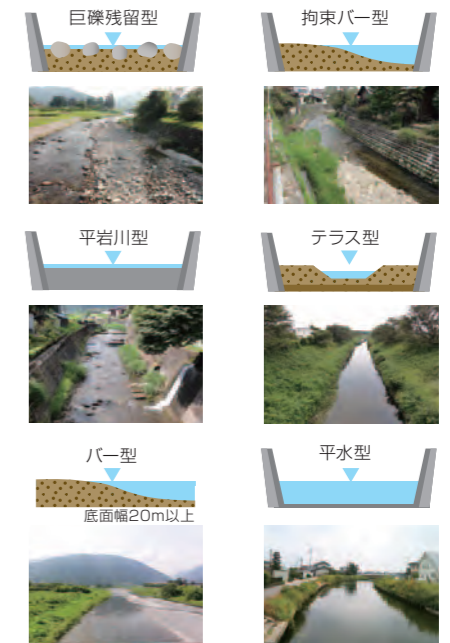 巨礫残留型
拘束バー型
平岩川型
テラス型
バー型
底面幅20m以上
平水型